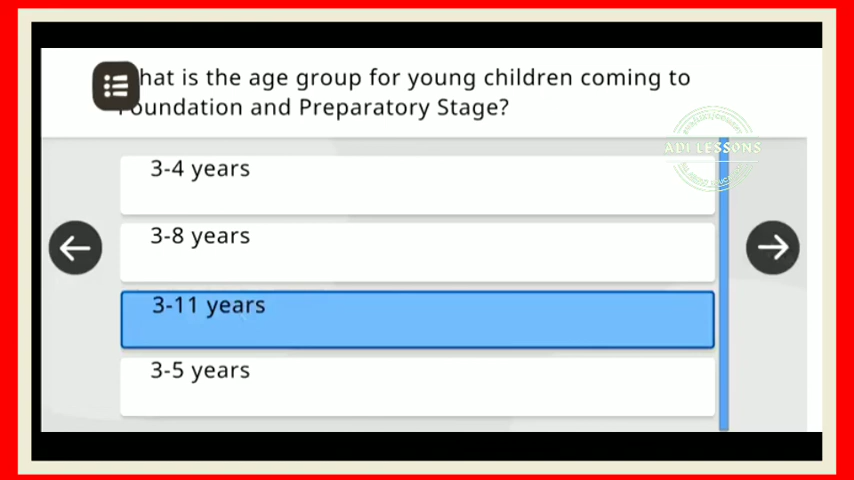 hat is the age group for young children coming to
oundation and Preparatory Stage?
ADI LESSONS
3-4 years
3-8 years
3-11 years
3-5 years